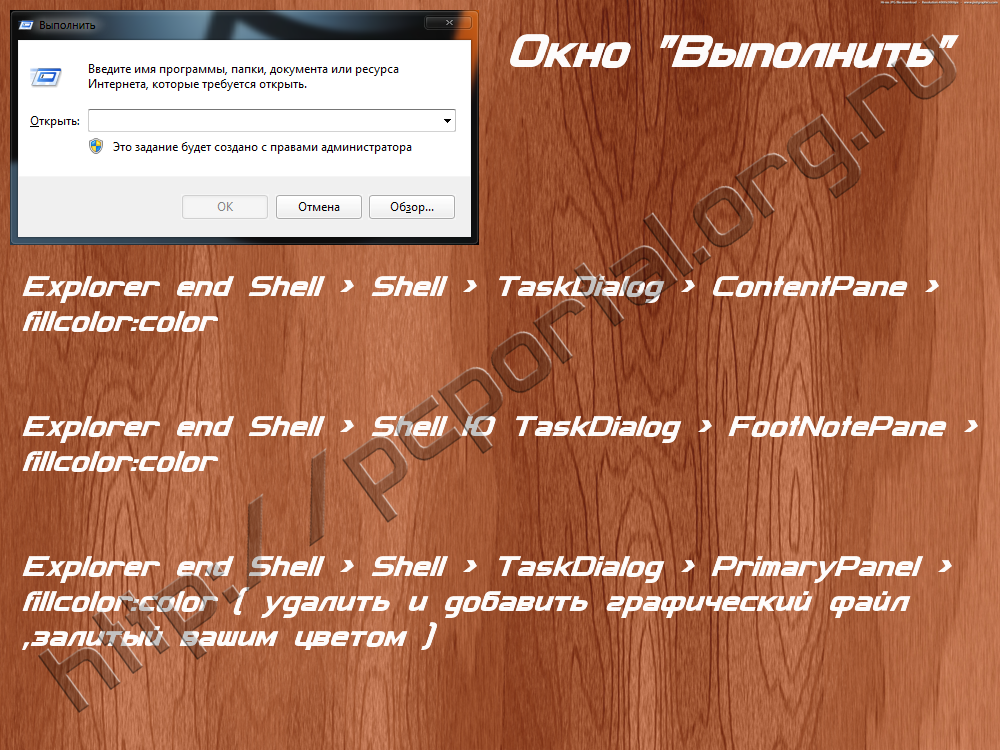 Выполнить
Введите имя программы, папки, документа или ресурса
Интернета, которые требуется открыть.
Открыть:
Это задание будет создано с правами администратора
OK
Отмена
Обзор...
Окно "Выполнить"
Explorer end Shell > Shell > TaskDialog > ContentPane >
fillcolor:color
Explorer end Shell > Shell Ю TaskDialog > FootNotePane >
fillcolor:color
Explorer end Shell > Shell > TaskDialog > PrimaryPanel >
fillcolor:color ( удалить и добавить графический файл
,залитый вашим цветом )
http://pcportal.org.ru